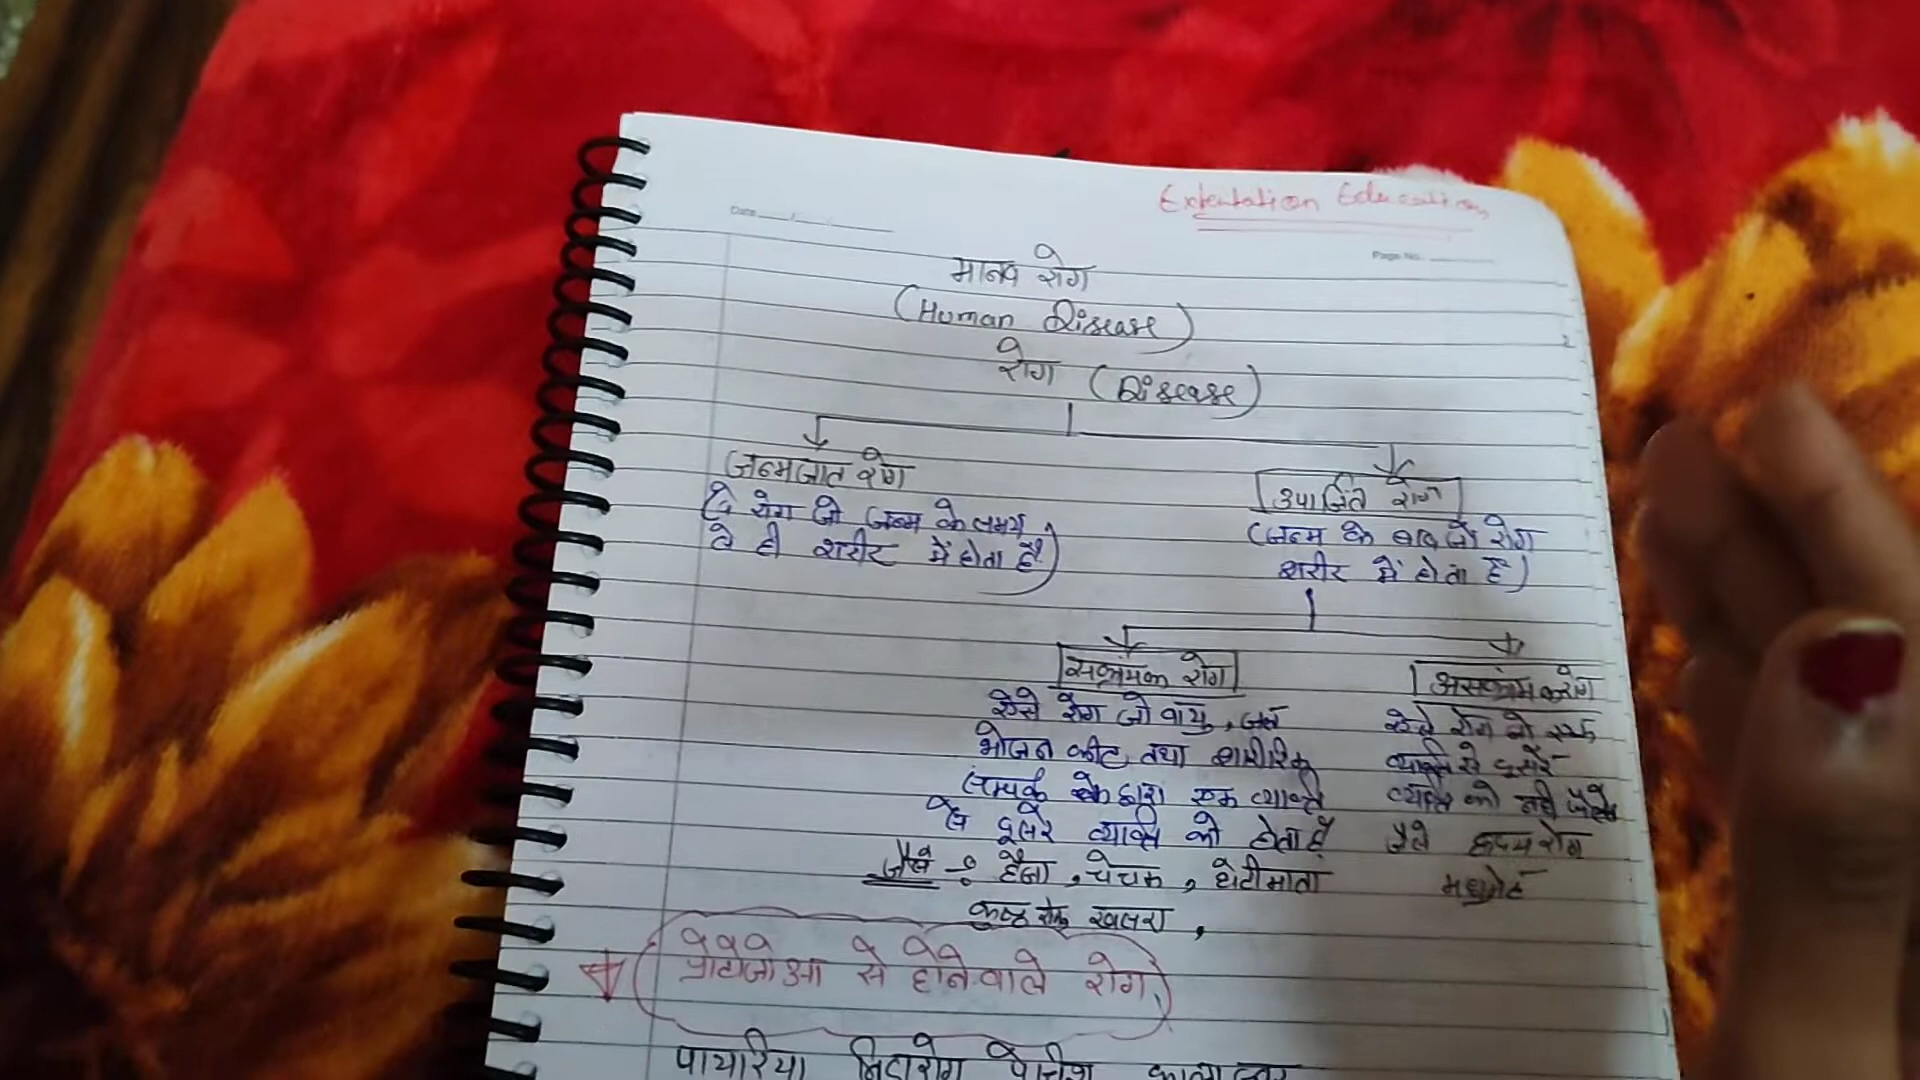 Extentation Education
Date
Page No.
मानव रोग
(Human Disease)
रोग (Disease)
जन्मजात रोग
उपार्जित रोग
वे रोग जो जन्म के समय
से ही शरीर में होता है)
(जन्म के बाद जो रोग
शरीर में होता है)
संक्रामक रोग
असंक्रामक रोग
ऐसे रोग जो वायु, जल
भोजन कीट तथा शारीरिक
सम्पर्क के द्वारा एक व्यक्ति
से दूसरे व्यक्ति को होता है
जैसे -: हैजा, चेचक, छोटीमाता
कुष्ठ रोग खसरा,
ऐसे रोग जो एक
व्यक्ति से दूसरे
व्यक्ति को नही
जैसे हृदय रोग
मधुमेह
प्रोटोजोआ से होने वाले रोग
पायरिया निद्रारोग पेचिश काला ज्वर